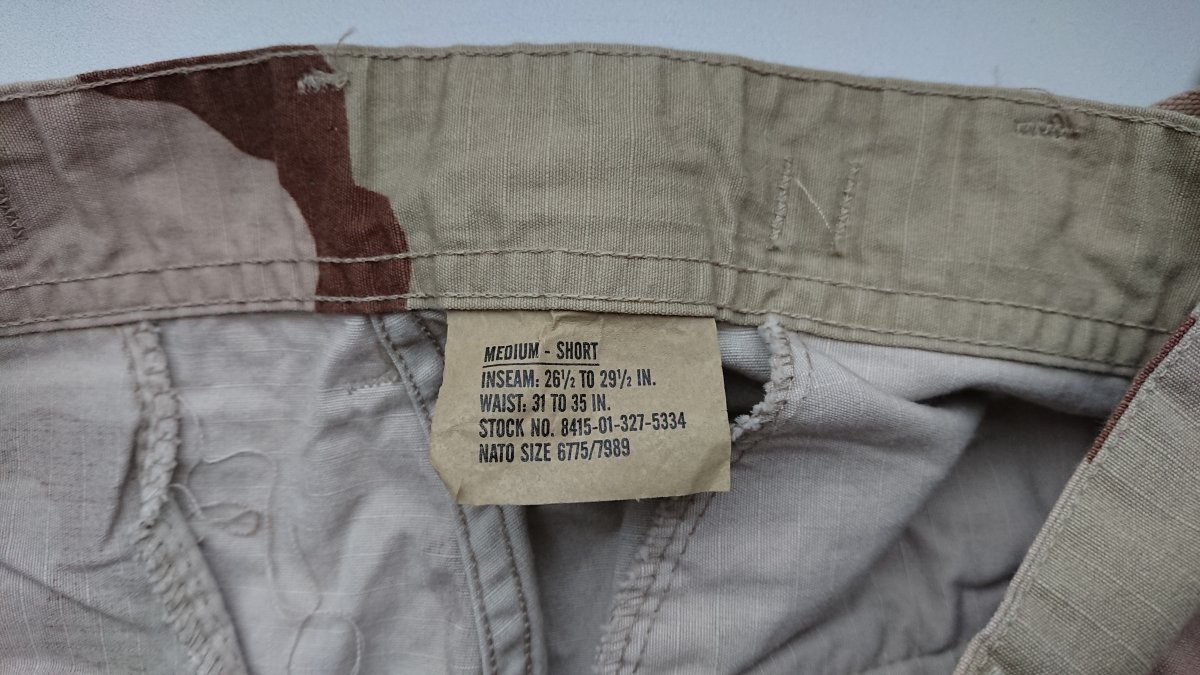 MEDIUM - SHORT
INSEAM: 26½ TO 29½ IN.
WAIST: 31 TO 35 IN.
STOCK NO. 8415-01-327-5334
NATO SIZE 6775/7989